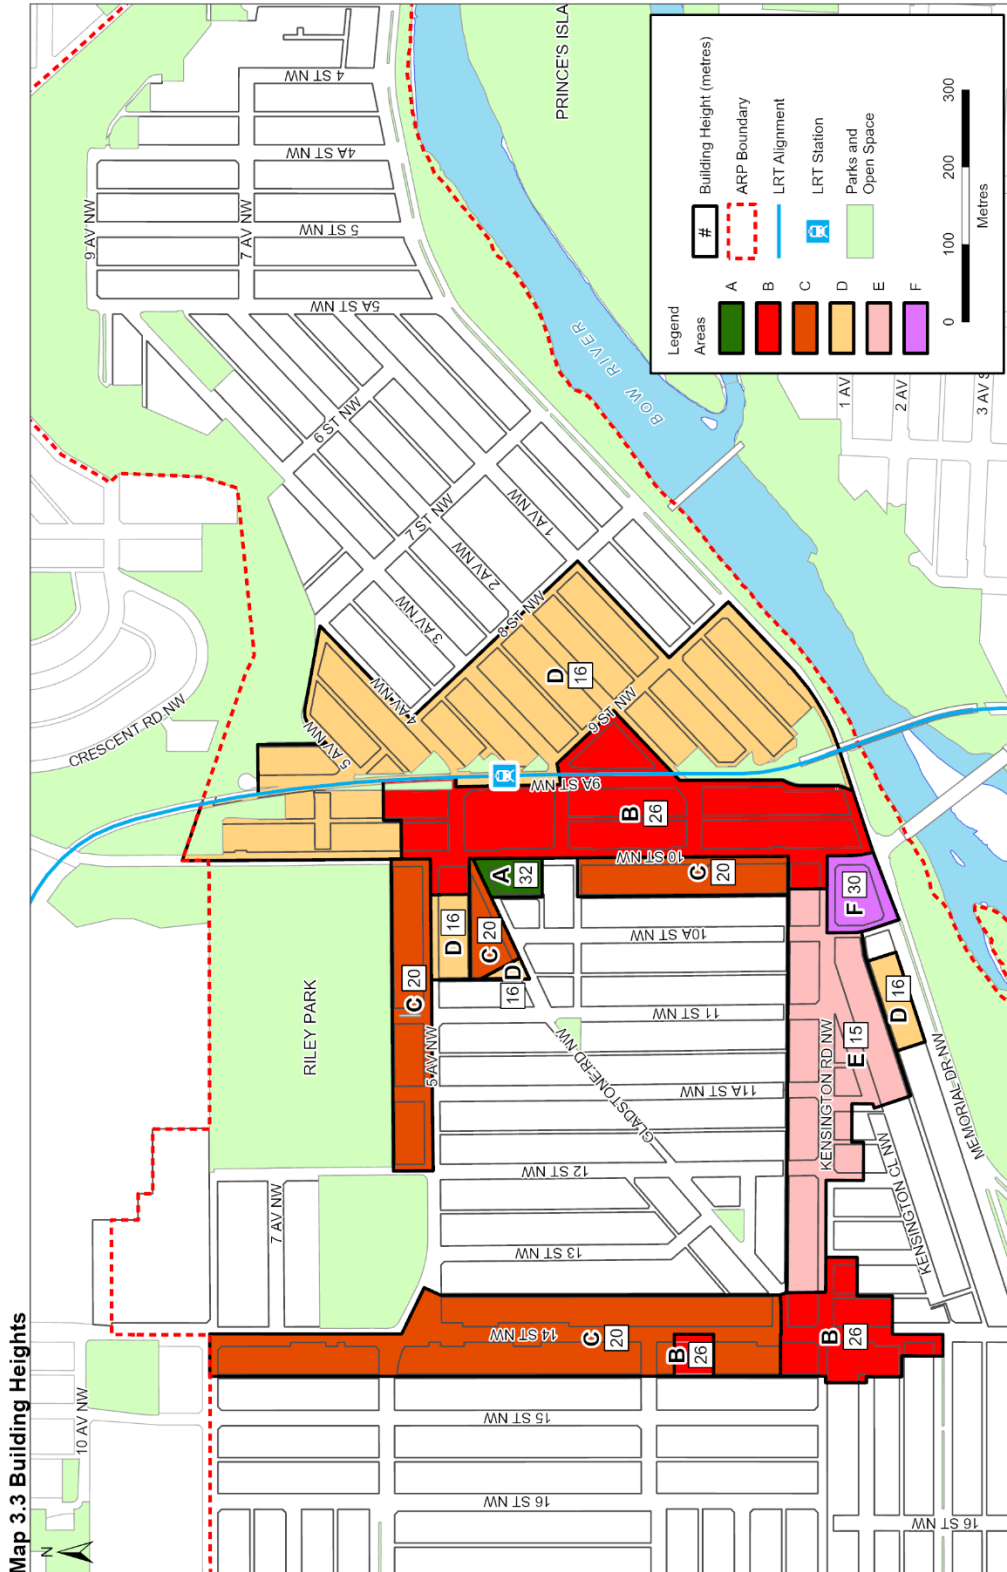 Map 3.3 Building Heights
N
10 AV NW
16 ST NW
16 ST NW
15 ST NW
14 ST NW
C
20
B
26
B
26
13 ST NW
12 ST NW
7 AV NW
RILEY PARK
5 AV NW
C
20
GLADSTONE RD NW
11A ST NW
11 ST NW
10A ST NW
KENSINGTON RD NW
KENSINGTON CL NW
MEMORIAL DR NW
E
15
D
16
F
30
D
16
C
20
D
16
A
32
C
20
10 ST NW
B
26
9A ST NW
9 ST NW
D
16
8 ST NW
5 AV NW
4 AV NW
3 AV NW
2 AV NW
1 AV NW
7 ST NW
6 ST NW
CRESCENT RD NW
5A ST NW
5 ST NW
4A ST NW
4 ST NW
9 AV NW
7 AV NW
BOW RIVER
PRINCE'S ISLA
1 AV
2 AV
3 AV S
Legend
Areas
A
B
C
D
E
F
# Building Height (metres)
ARP Boundary
LRT Alignment
LRT Station
Parks and
Open Space
0 100 200 300
Metres